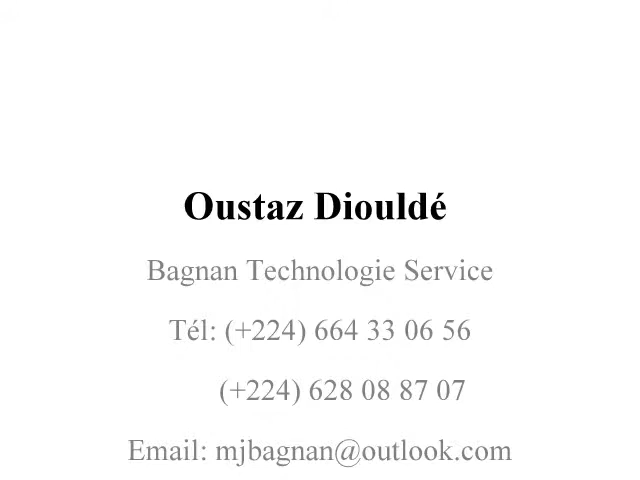 Oustaz Diouldé
Bagnan Technologie Service
Tél: (+224) 664 33 06 56
(+224) 628 08 87 07
Email: mjbagnan@outlook.com